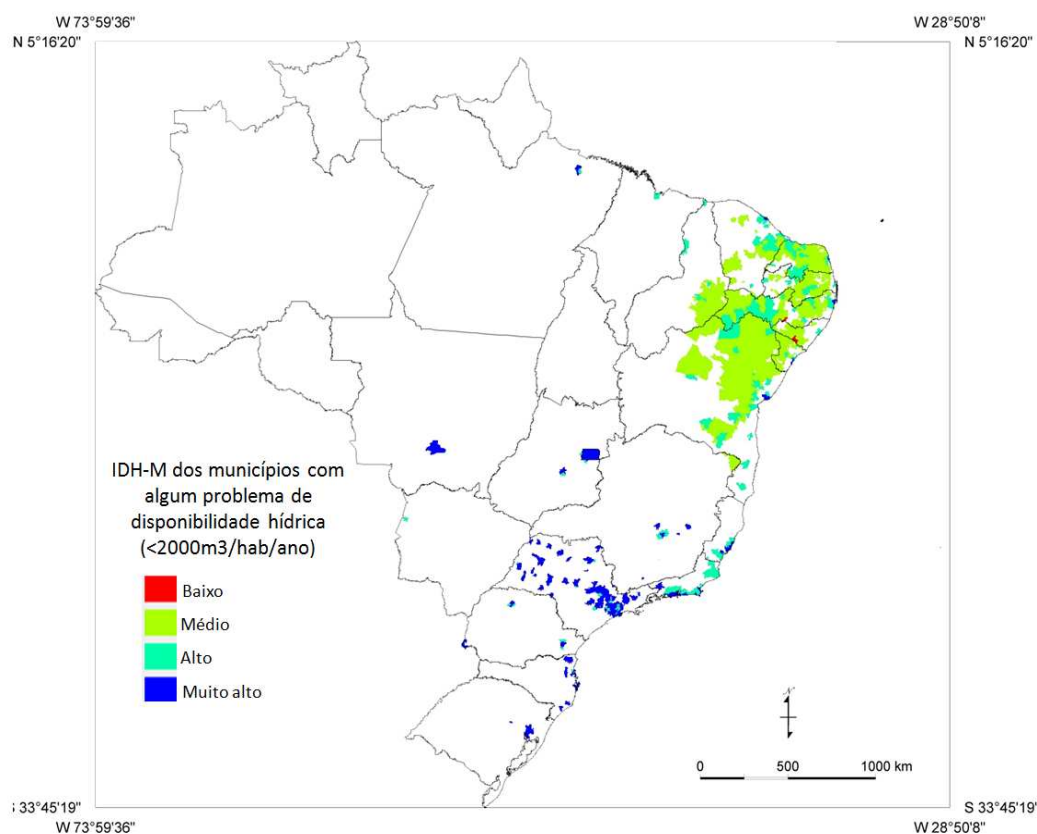 W 73°59'36"
W 28°50'8"
N 5°16'20"
N 5°16'20"
IDH-M dos municípios com
algum problema de
disponibilidade hídrica
(<2000m3/hab/ano)
Baixo
Médio
Alto
Muito alto
N
0 500 1000 km
S 33°45'19"
S 33°45'19"
W 73°59'36"
W 28°50'8"